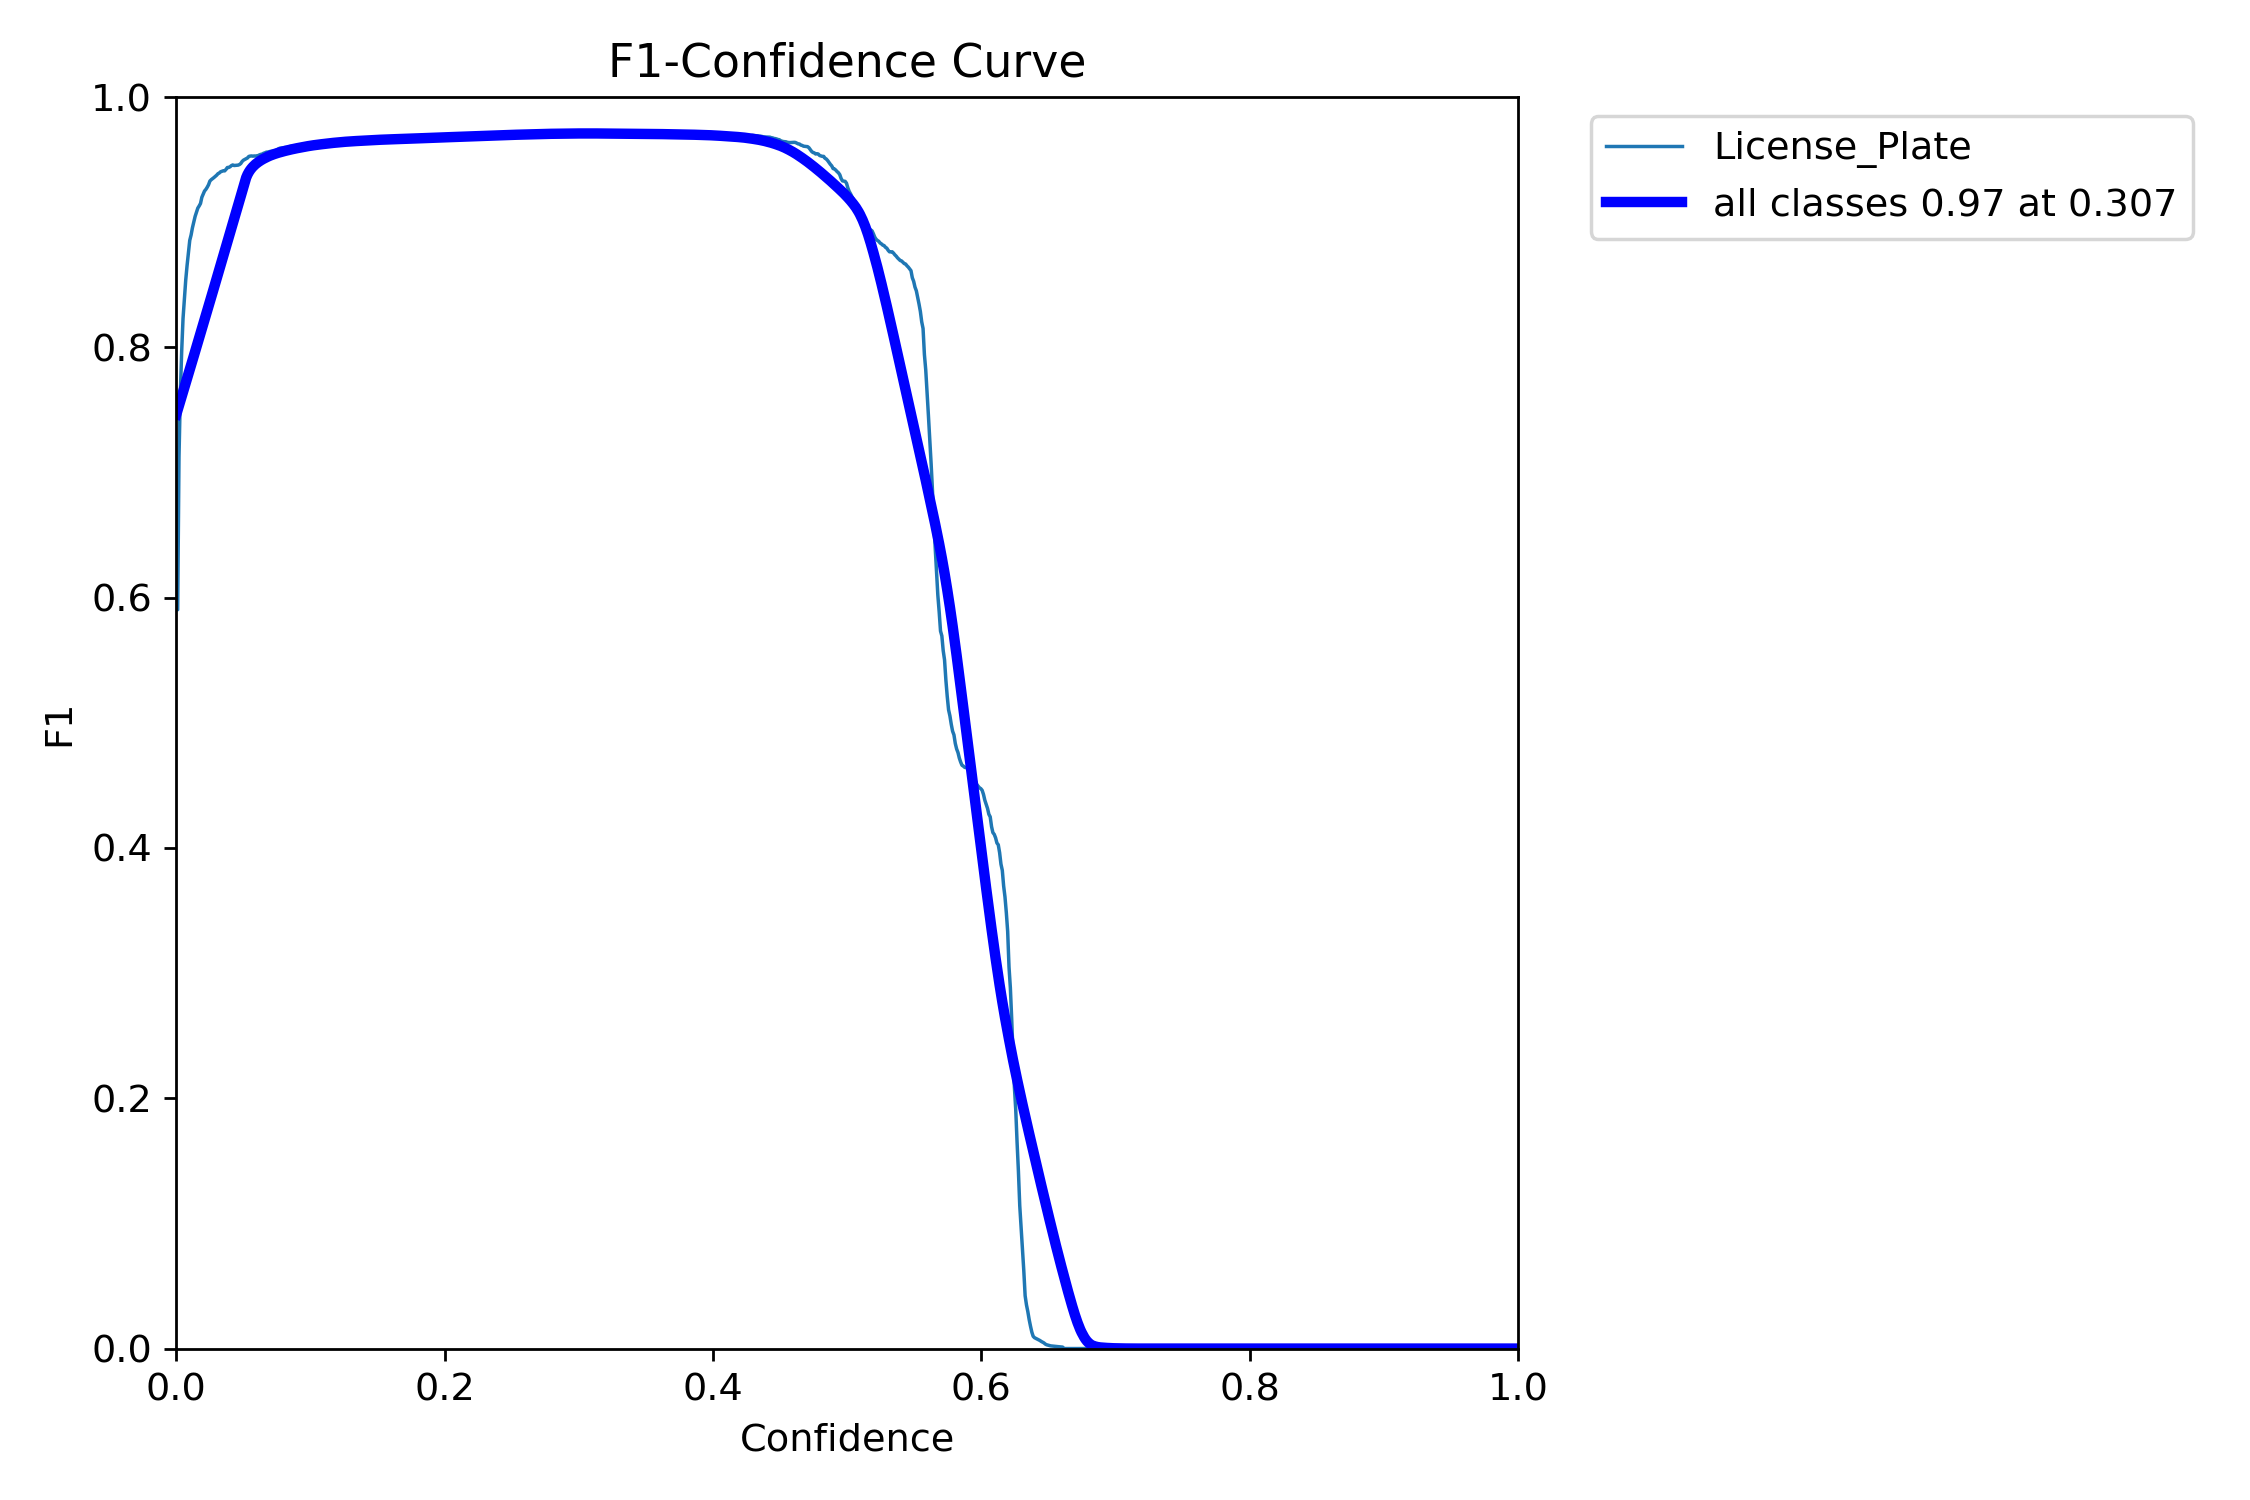 F1-Confidence Curve
1.0
0.8
0.6
0.4
0.2
0.0
F1
0.0 0.2 0.4 0.6 0.8 1.0
Confidence
License_Plate
all classes 0.97 at 0.307